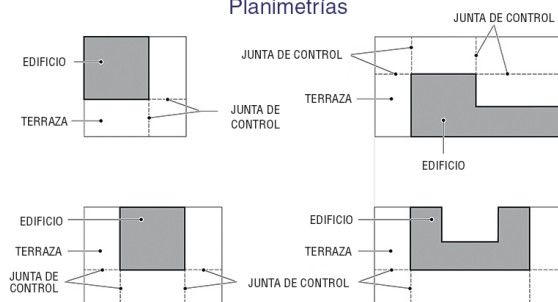 Planimetrías
JUNTA DE CONTROL
EDIFICIO
JUNTA DE CONTROL
TERRAZA
JUNTA DE
CONTROL
TERRAZA
EDIFICIO
EDIFICIO
EDIFICIO
TERRAZA
TERRAZA
JUNTA DE
CONTROL
JUNTA DE CONTROL